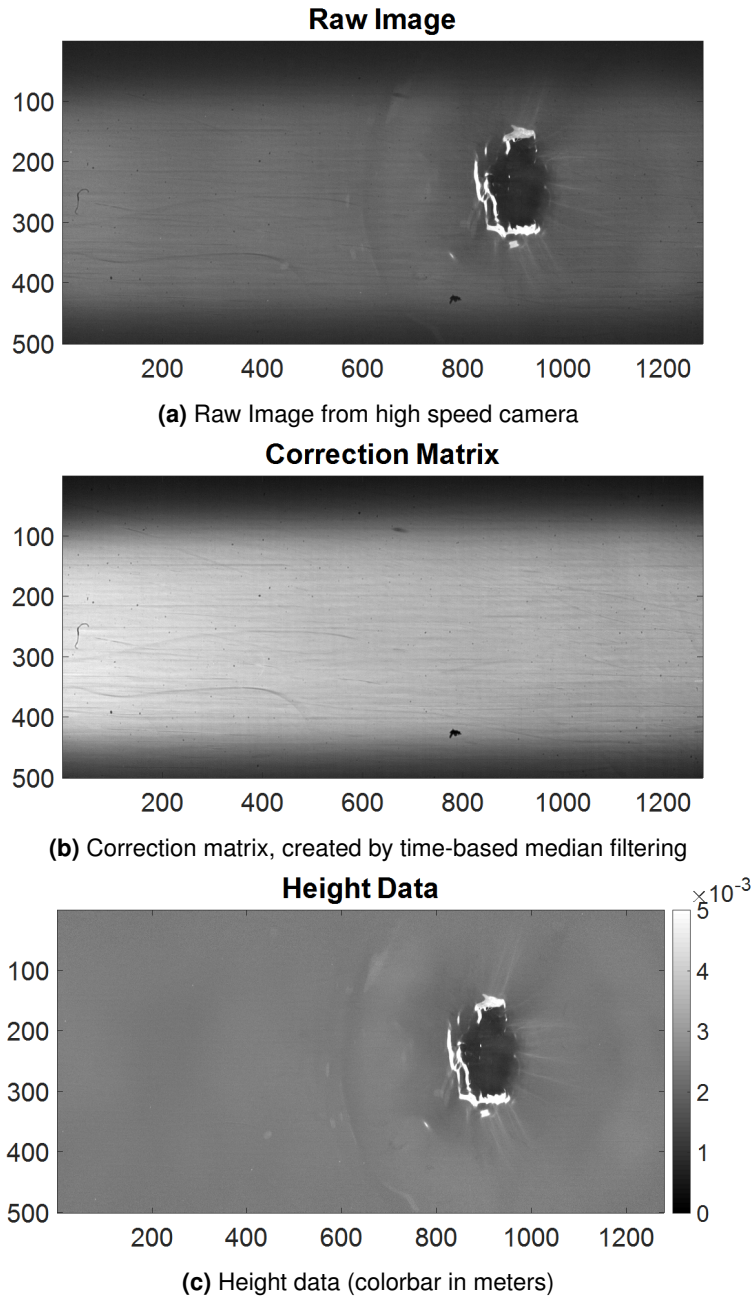 Raw Image
100
200
300
400
500
200 400 600 800 1000 1200
(a) Raw Image from high speed camera
Correction Matrix
100
200
300
400
500
200 400 600 800 1000 1200
(b) Correction matrix, created by time-based median filtering
Height Data
×10⁻³
5
4
3
2
1
0
100
200
300
400
500
200 400 600 800 1000 1200
(c) Height data (colorbar in meters)